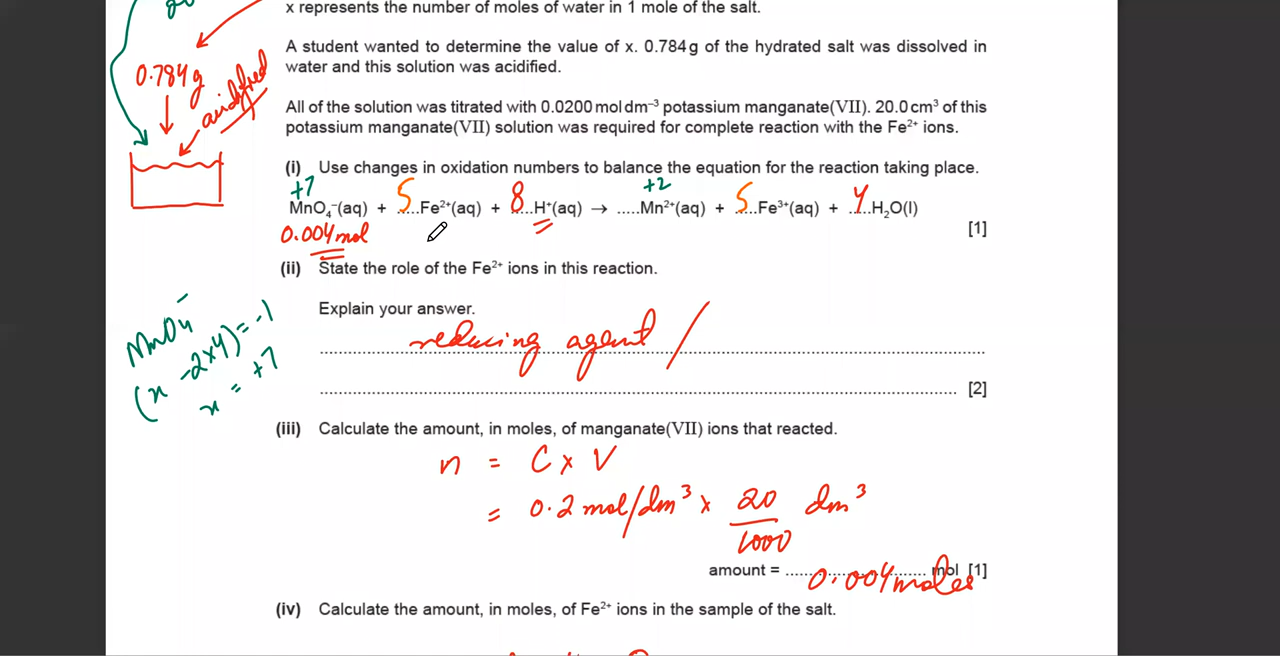 x represents the number of moles of water in 1 mole of the salt.
A student wanted to determine the value of x. 0.784 g of the hydrated salt was dissolved in
water and this solution was acidified.
0.784 g
acidified
All of the solution was titrated with 0.0200 mol dm⁻³ potassium manganate(VII). 20.0 cm³ of this
potassium manganate(VII) solution was required for complete reaction with the Fe²⁺ ions.
(i) Use changes in oxidation numbers to balance the equation for the reaction taking place.
+7 +2
MnO₄⁻(aq) + ..5...Fe²⁺(aq) + ..8...H⁺(aq) → .....Mn²⁺(aq) + ..5...Fe³⁺(aq) + ..4...H₂O(l)
0.004 mol
[1]
(ii) State the role of the Fe²⁺ ions in this reaction.
Explain your answer.
reducing agent /
[2]
MnO₄⁻
(x -2×4) = -1
x = +7
(iii) Calculate the amount, in moles, of manganate(VII) ions that reacted.
n = C × V
= 0.2 mol/dm³ × 20/1000 dm³
amount = 0.004 moles mol [1]
(iv) Calculate the amount, in moles, of Fe²⁺ ions in the sample of the salt.